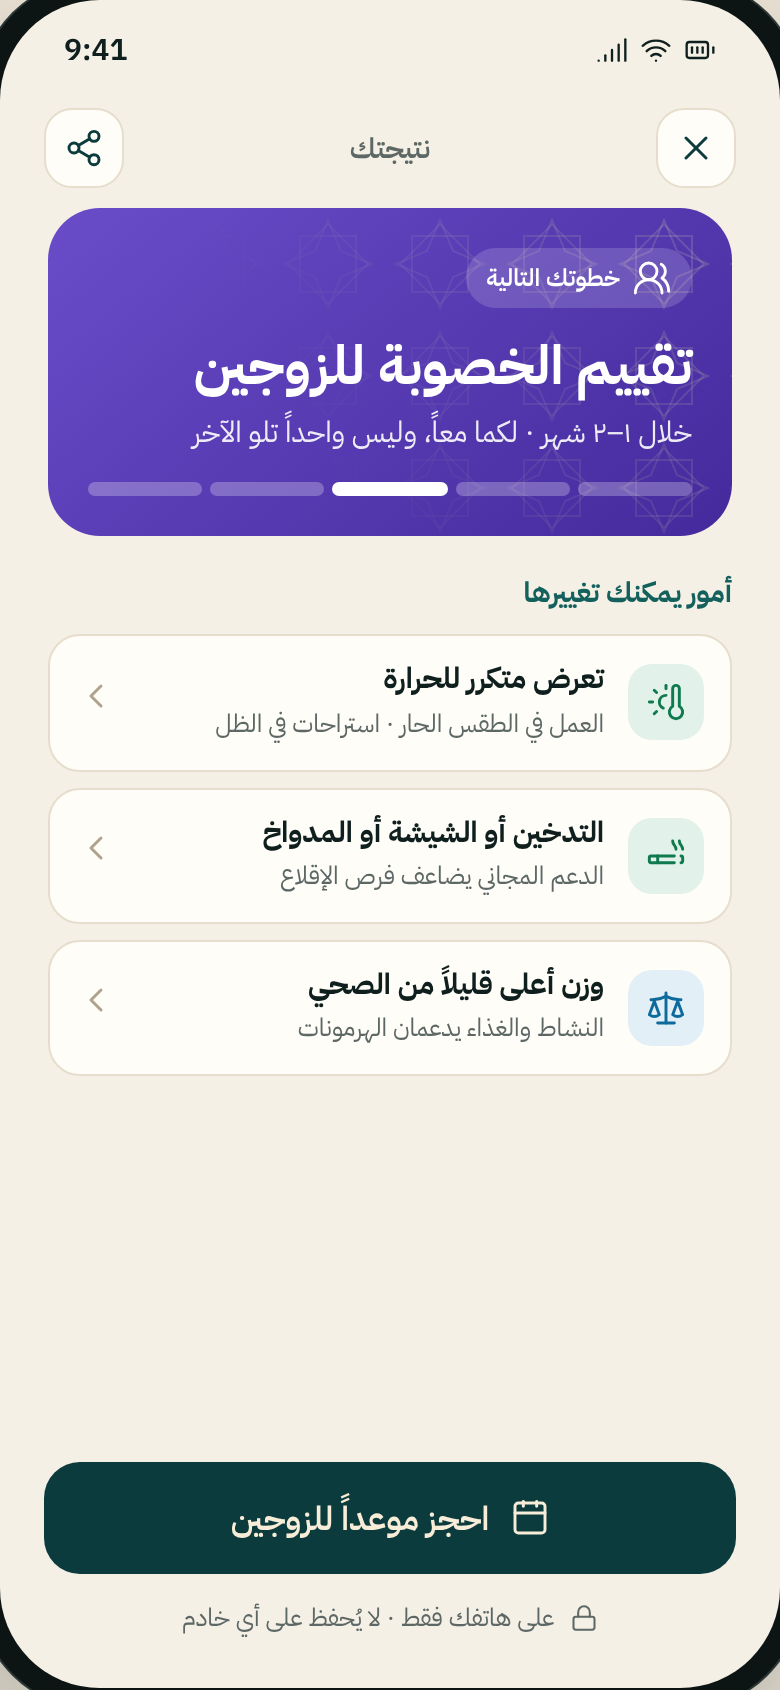 9:41
نتيجتك
خطوتك التالية
تقييم الخصوبة للزوجين
خلال ١–٢ شهر · لكما معاً، وليس واحداً تلو الآخر
أمور يمكنك تغييرها
تعرض متكرر للحرارة
العمل في الطقس الحار · استراحات في الظل
التدخين أو الشيشة أو المدواخ
الدعم المجاني يضاعف فرص الإقلاع
وزن أعلى قليلاً من الصحي
النشاط والغذاء يدعمان الهرمونات
احجز موعداً للزوجين
على هاتفك فقط · لا يُحفظ على أي خادم